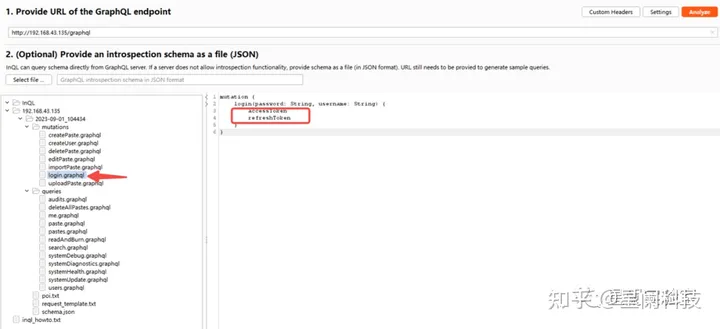 1. Provide URL of the GraphQL endpoint
Custom Headers
Settings
Analyze
http://192.168.43.135/graphql
2. (Optional) Provide an introspection schema as a file (JSON)
InQL can query schema directly from GraphQL server. If a server does not allow introspection functionality, provide schema as a file (in JSON format). URL still needs to be provied to generate sample queries.
Select file ...
GraphQL introspection schema in JSON format
InQL
192.168.43.135
2023-09-01_104434
mutations
createPaste.graphql
createUser.graphql
deletePaste.graphql
editPaste.graphql
importPaste.graphql
login.graphql
uploadPaste.graphql
queries
audits.graphql
deleteAllPastes.graphql
me.graphql
paste.graphql
pastes.graphql
readAndBurn.graphql
search.graphql
systemDebug.graphql
systemDiagnostics.graphql
systemHealth.graphql
systemUpdate.graphql
users.graphql
poi.txt
request_template.txt
schema.json
inql_howto.txt
1 mutation {
2 login(password: String, username: String) {
3 accessToken
4 refreshToken
5 }
6 }
知乎 @星阑科技